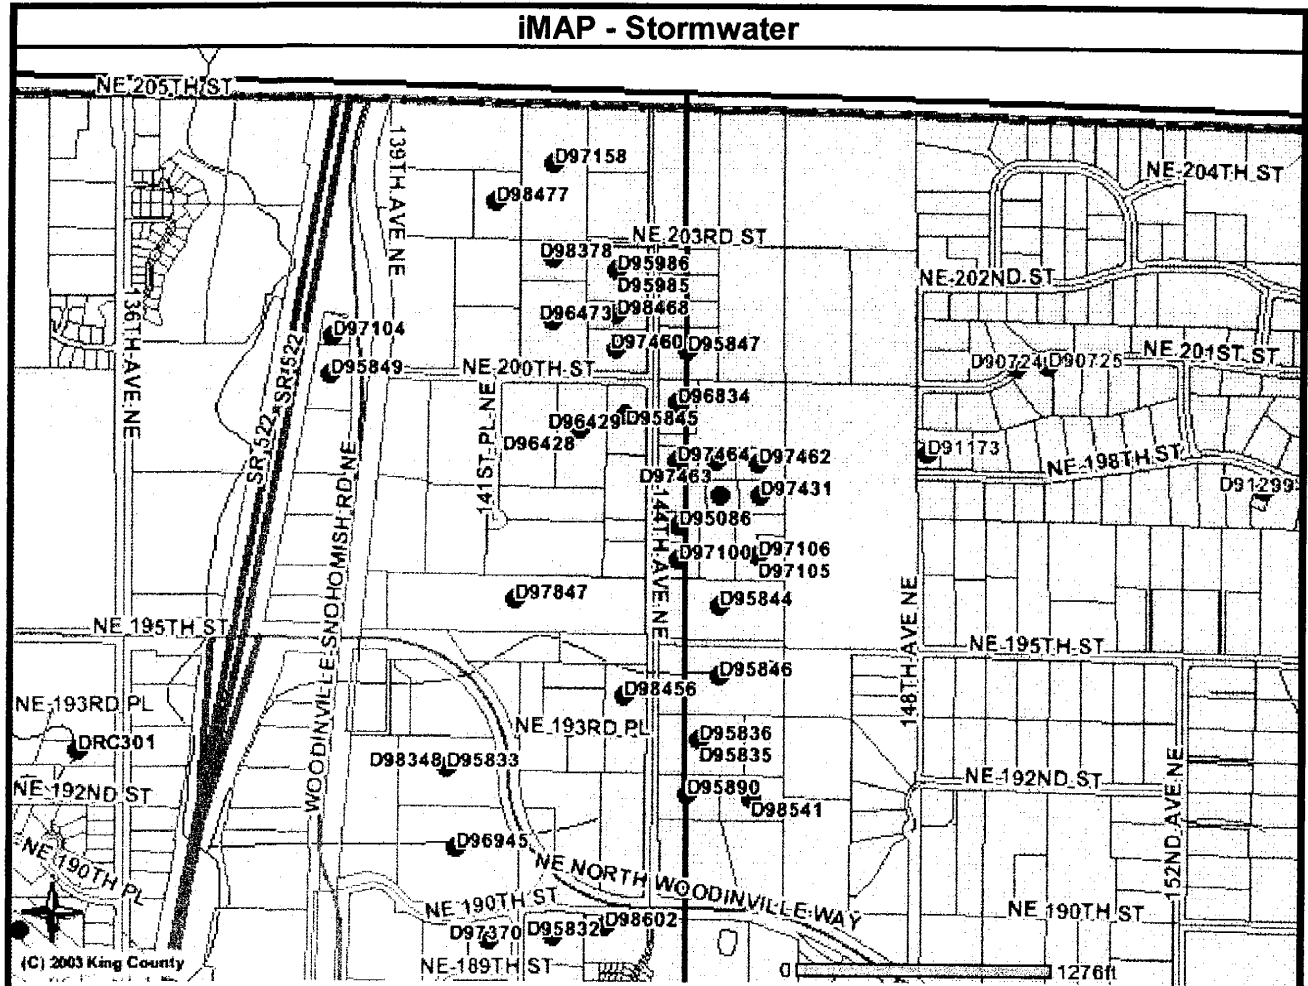 iMAP - Stormwater
NE 205TH ST
139TH AVE NE
D97158
NE 204TH ST
D98477
NE 203RD ST
D98378
D95986
D95985
NE 202ND ST
136TH AVE NE
D96473
D98468
D97104
D97460
D95847
SR 522
SR 522
D95849
NE 200TH ST
D90724
D90725
NE 201ST ST
141ST PL NE
D96834
D96429
D95845
D96428
D97464
D97462
D91173
NE 198TH ST
D97463
D97431
D91299
144TH AVE NE
D95086
WOODINVILLE-SNOHOMISH RD NE
D97100
D97106
D97105
148TH AVE NE
D97847
D95844
NE 195TH ST
NE 195TH ST
D95846
D98456
NE 193RD PL
NE 193RD PL
D95836
DRC301
D98348
D95833
D95835
152ND AVE NE
NE 192ND ST
NE 192ND ST
D95890
D98541
D96945
NE 190TH PL
NE NORTH WOODINVILLE WAY
NE 190TH ST
NE 190TH ST
D98602
D97370
D95832
(C) 2003 King County
NE 189TH ST
0
1276ft